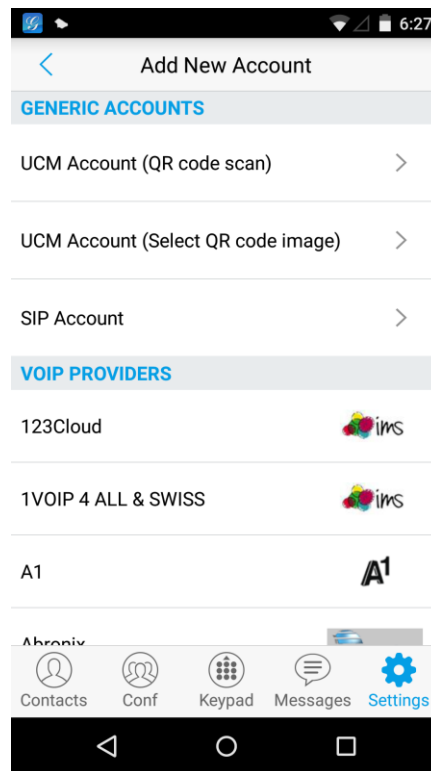 6:27
Add New Account
GENERIC ACCOUNTS
UCM Account (QR code scan)
UCM Account (Select QR code image)
SIP Account
VOIP PROVIDERS
123Cloud ims
1VOIP 4 ALL & SWISS ims
A1 A1
Abronix
Contacts Conf Keypad Messages Settings